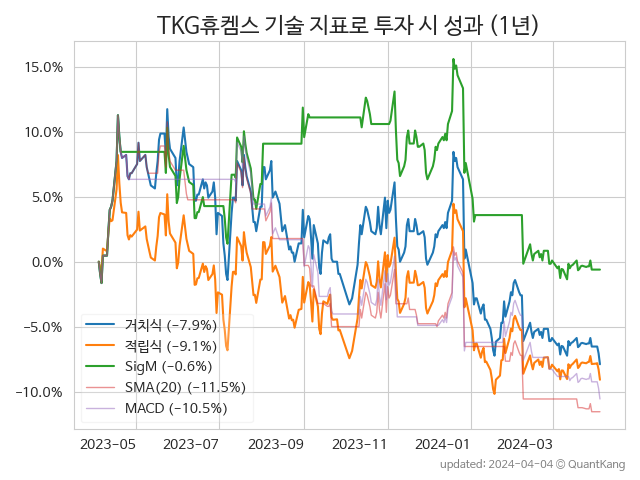 TKG휴켐스 기술 지표로 투자 시 성과 (1년)
15.0%
10.0%
5.0%
0.0%
−5.0%
−10.0%
거치식 (−7.9%)
적립식 (−9.1%)
SigM (−0.6%)
SMA(20) (−11.5%)
MACD (−10.5%)
2023−05
2023−07
2023−09
2023−11
2024−01
2024−03
updated: 2024−04−04 © QuantKang